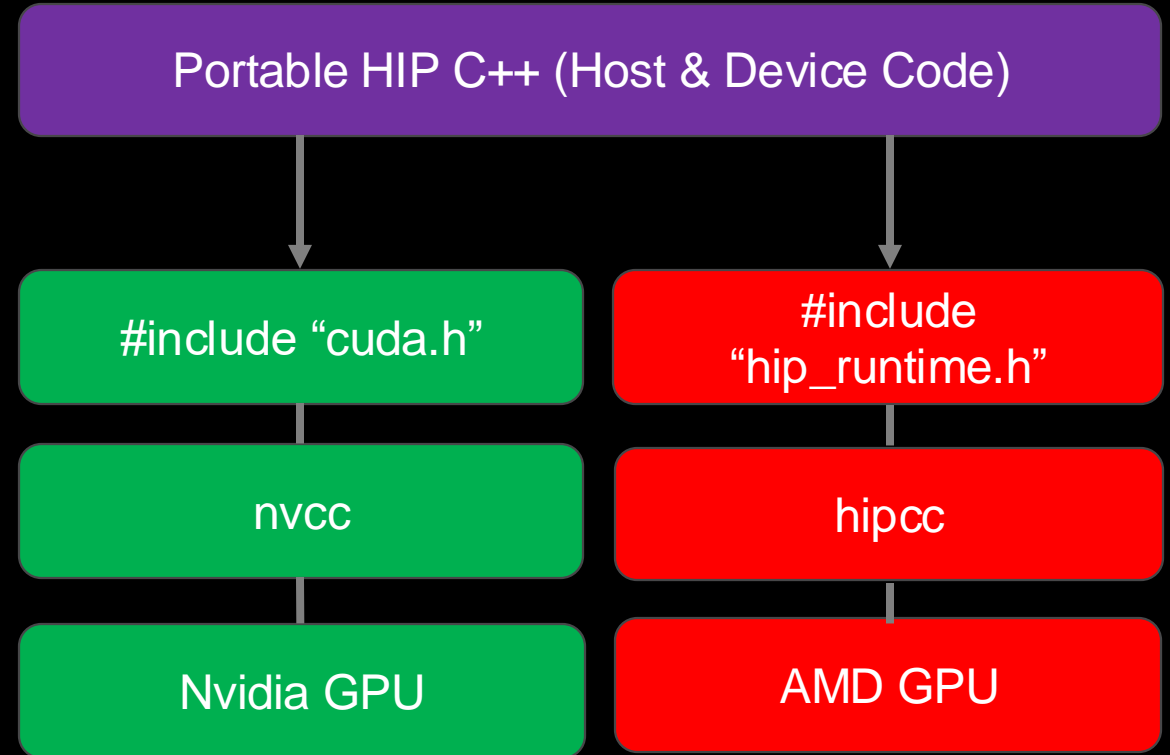 Portable HIP C++ (Host & Device Code)
#include “cuda.h”
#include
“hip_runtime.h”
nvcc
hipcc
Nvidia GPU
AMD GPU